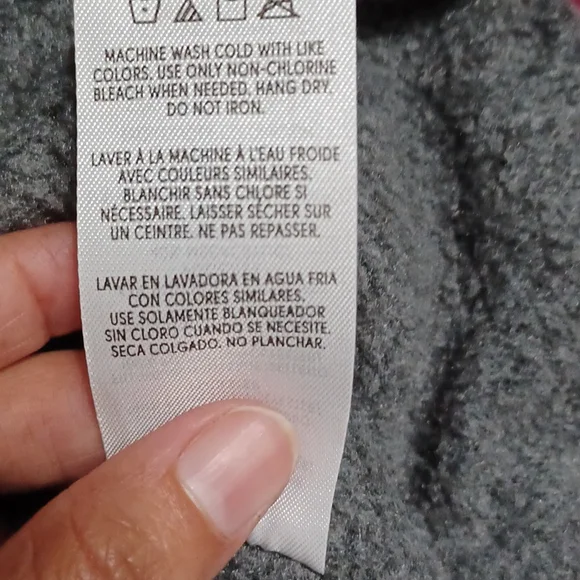 MACHINE WASH COLD WITH LIKE
COLORS. USE ONLY NON-CHLORINE
BLEACH WHEN NEEDED. HANG DRY.
DO NOT IRON.
LAVER À LA MACHINE À L'EAU FROIDE
AVEC COULEURS SIMILAIRES.
BLANCHIR SANS CHLORE SI
NÉCESSAIRE. LAISSER SÉCHER SUR
UN CEINTRE. NE PAS REPASSER.
LAVAR EN LAVADORA EN AGUA FRIA
CON COLORES SIMILARES.
USE SOLAMENTE BLANQUEADOR
SIN CLORO CUANDO SE NECESITE.
SECA COLGADO. NO PLANCHAR.